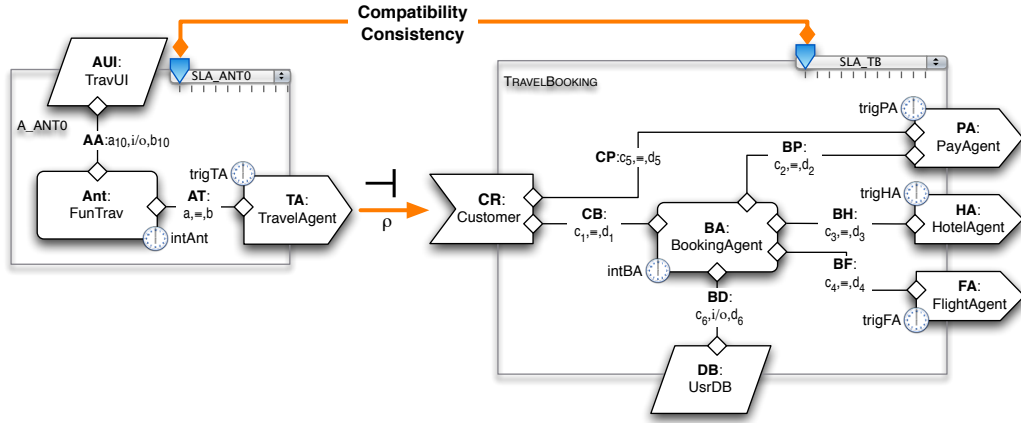 Compatibility
Consistency
SLA_ANT0
SLA_TB
AUI:
TravUI
A_ANT0
AA:a10,i/o,b10
trigTA
Ant:
FunTrav
AT:
a,≡,b
TA:
TravelAgent
intAnt
ρ
TRAVELBOOKING
trigPA
PA:
PayAgent
CP:c5,≡,d5
BP:
c2,≡,d2
CR:
Customer
CB:
c1,≡,d1
BA:
BookingAgent
intBA
trigHA
BH:
c3,≡,d3
HA:
HotelAgent
BF:
c4,≡,d4
FA:
FlightAgent
trigFA
BD:
c6,i/o,d6
DB:
UsrDB